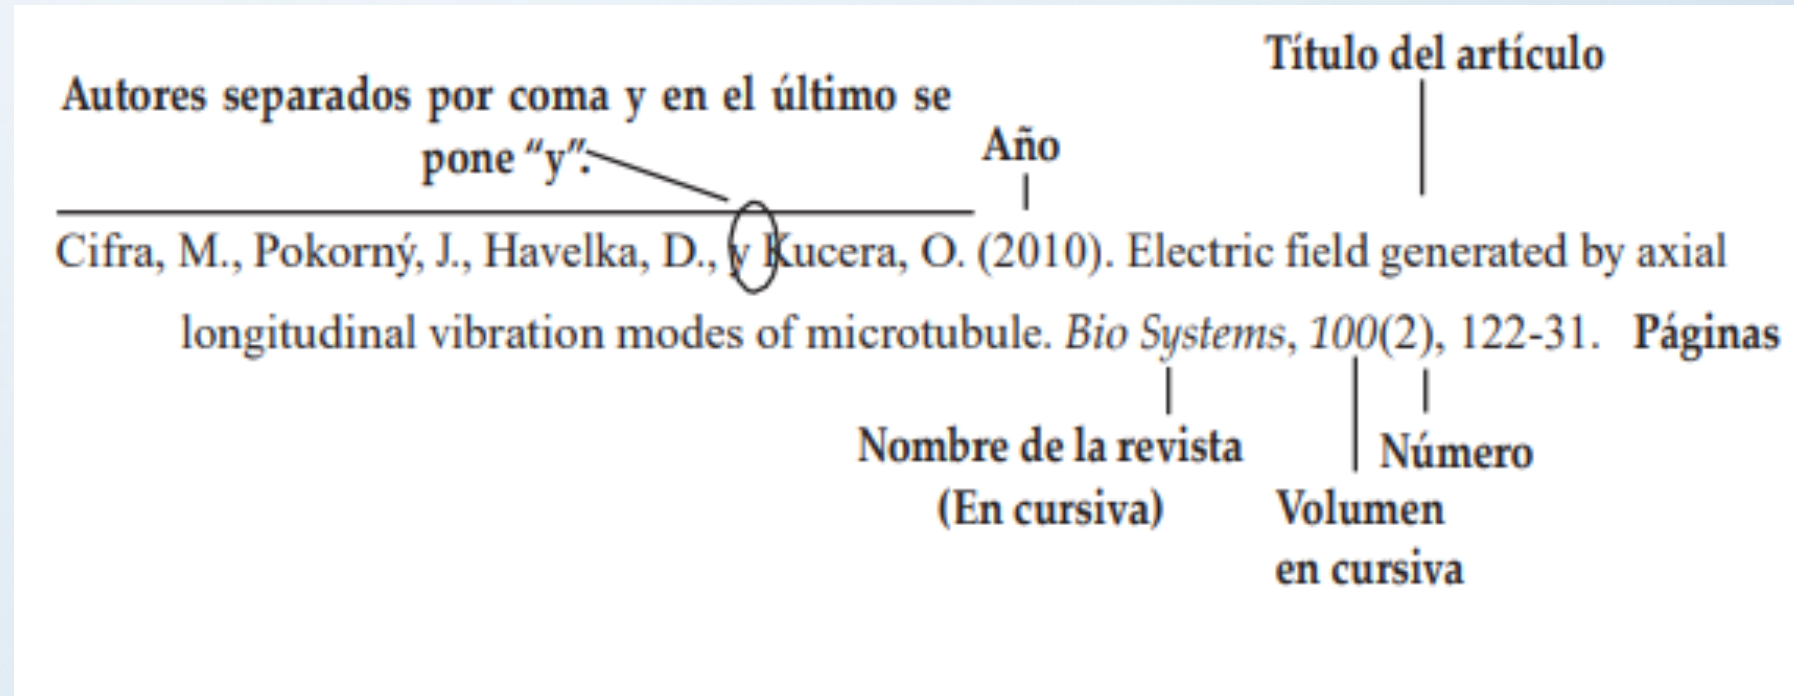 Título del artículo
Autores separados por coma y en el último se
pone “y”.
Año
Cifra, M., Pokorný, J., Havelka, D., y Kucera, O. (2010). Electric field generated by axial
longitudinal vibration modes of microtubule. Bio Systems, 100(2), 122-31. Páginas
Nombre de la revista
(En cursiva)
Número
Volumen
en cursiva